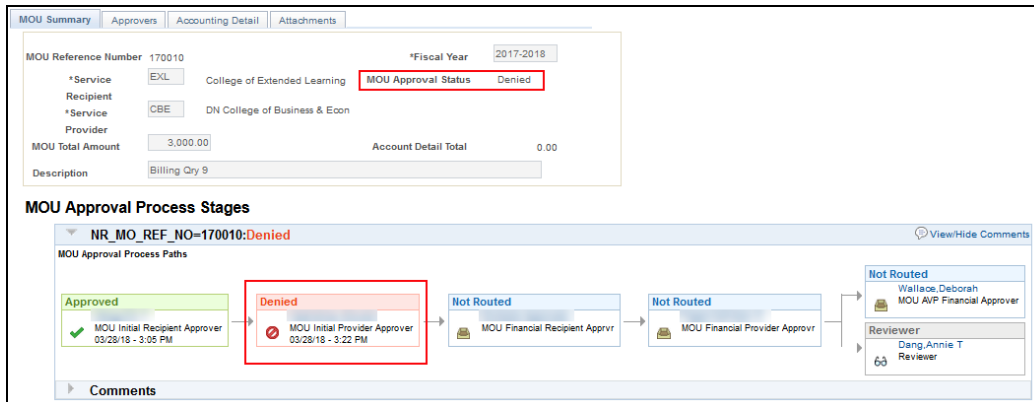 MOU Summary Approvers Accounting Detail Attachments
MOU Reference Number 170010 *Fiscal Year 2017-2018
*Service Recipient EXL College of Extended Learning MOU Approval Status Denied
*Service Provider CBE DN College of Business & Econ
MOU Total Amount 3,000.00 Account Detail Total 0.00
Description Billing Qry 9
MOU Approval Process Stages
NR_MO_REF_NO=170010:Denied View/Hide Comments
MOU Approval Process Paths
Approved
MOU Initial Recipient Approver
03/28/18 - 3:05 PM
Denied
MOU Initial Provider Approver
03/28/18 - 3:22 PM
Not Routed
MOU Financial Recipient Apprvr
Not Routed
MOU Financial Provider Approvr
Not Routed
Wallace,Deborah
MOU AVP Financial Approver
Reviewer
Dang,Annie T
Reviewer
Comments